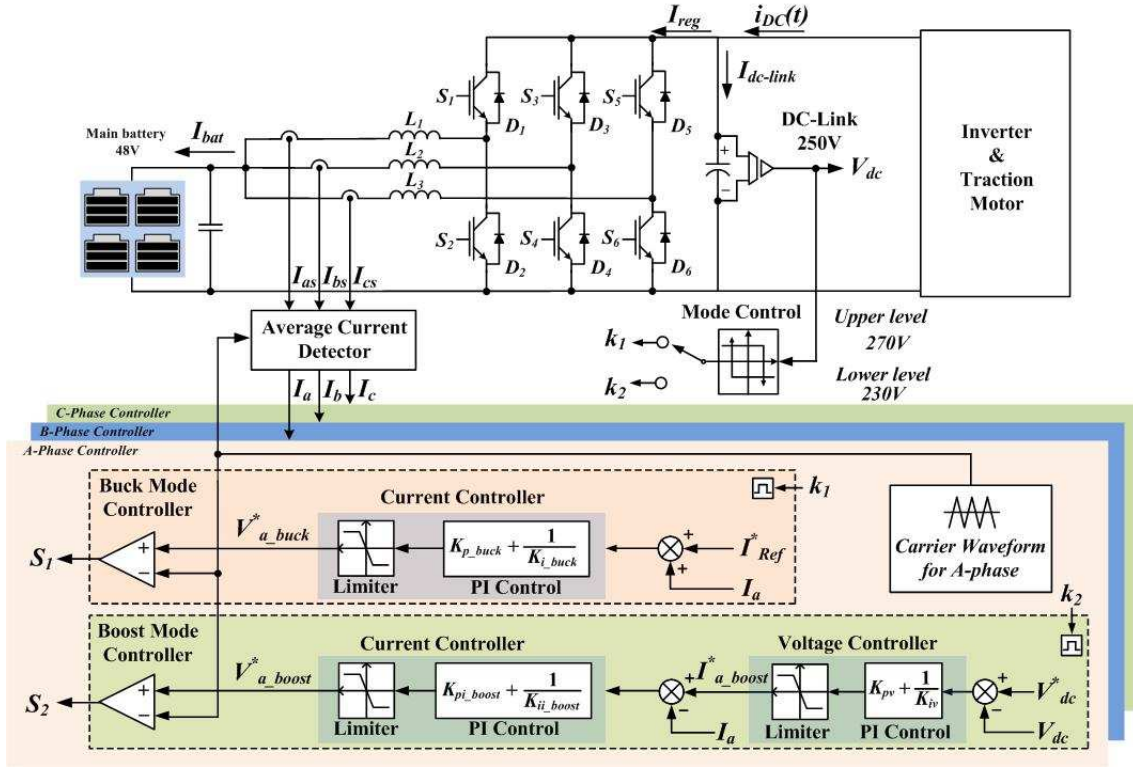 I_reg
i_DC(t)
I_dc-link
S_1
S_3
S_5
D_1
D_3
D_5
L_1
L_2
L_3
Main battery
48V
I_bat
DC-Link
250V
V_dc
Inverter
&
Traction
Motor
S_2
S_4
S_6
D_2
D_4
D_6
+
−
I_as
I_bs
I_cs
Average Current
Detector
I_a
I_b
I_c
Mode Control
k_1
k_2
Upper level
270V
Lower level
230V
C-Phase Controller
B-Phase Controller
A-Phase Controller
Buck Mode
Controller
Current Controller
k_1
S_1
+
−
V*_a_buck
Limiter
K_p_buck + 1/K_i_buck
PI Control
+
+
I*_Ref
I_a
Carrier Waveform
for A-phase
k_2
Boost Mode
Controller
Current Controller
Voltage Controller
S_2
+
−
V*_a_boost
Limiter
K_pi_boost + 1/K_ii_boost
PI Control
+
−
I*_a_boost
I_a
Limiter
K_pv + 1/K_iv
PI Control
+
−
V*_dc
V_dc